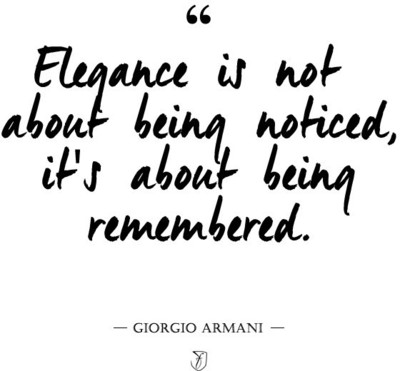 “
Elegance is not
about being noticed,
it's about being
remembered.
— GIORGIO ARMANI —